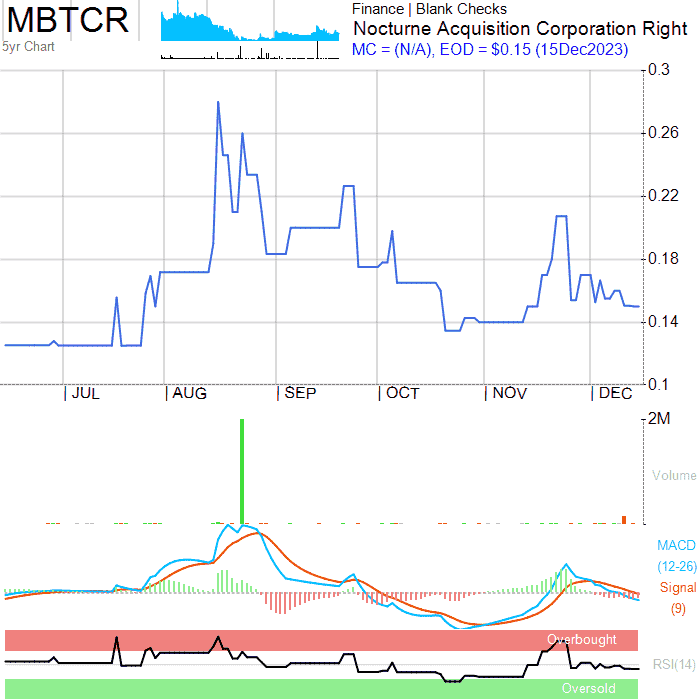 MBTCR
5yr Chart
Finance | Blank Checks
Nocturne Acquisition Corporation Right
MC = (N/A), EOD = $0.15 (15Dec2023)
0.3
0.26
0.22
0.18
0.14
0.1
| JUL | AUG | SEP | OCT | NOV | DEC
2M
Volume
MACD
(12-26)
Signal
(9)
Overbought
RSI(14)
Oversold